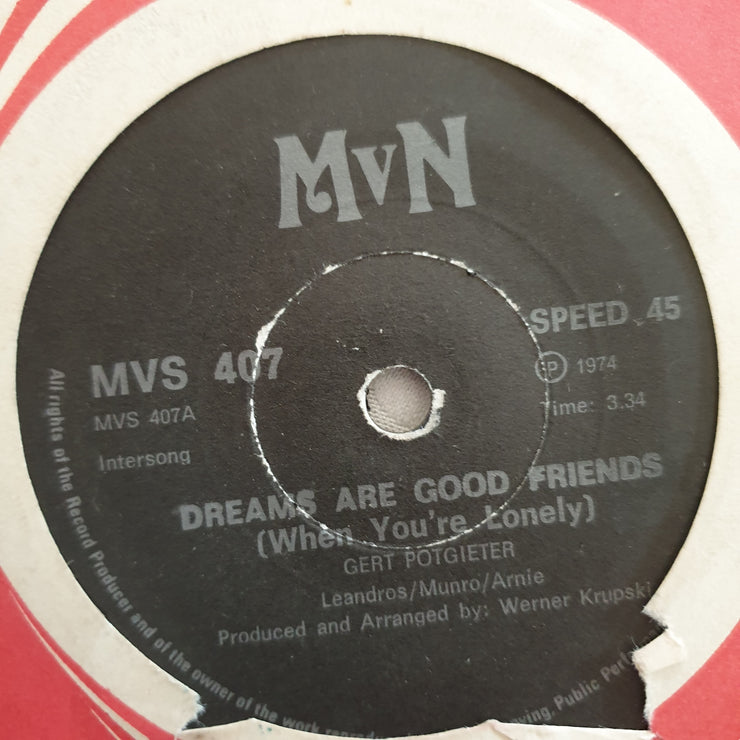 MVN
SPEED 45
MVS 407
℗ 1974
MVS 407A
Time: 3.34
Intersong
DREAMS ARE GOOD FRIENDS
(When You're Lonely)
GERT POTGIETER
Leandros/Munro/Arnie
Produced and Arranged by: Werner Krupski
All rights of the Record Producer and of the owner of the work
Public